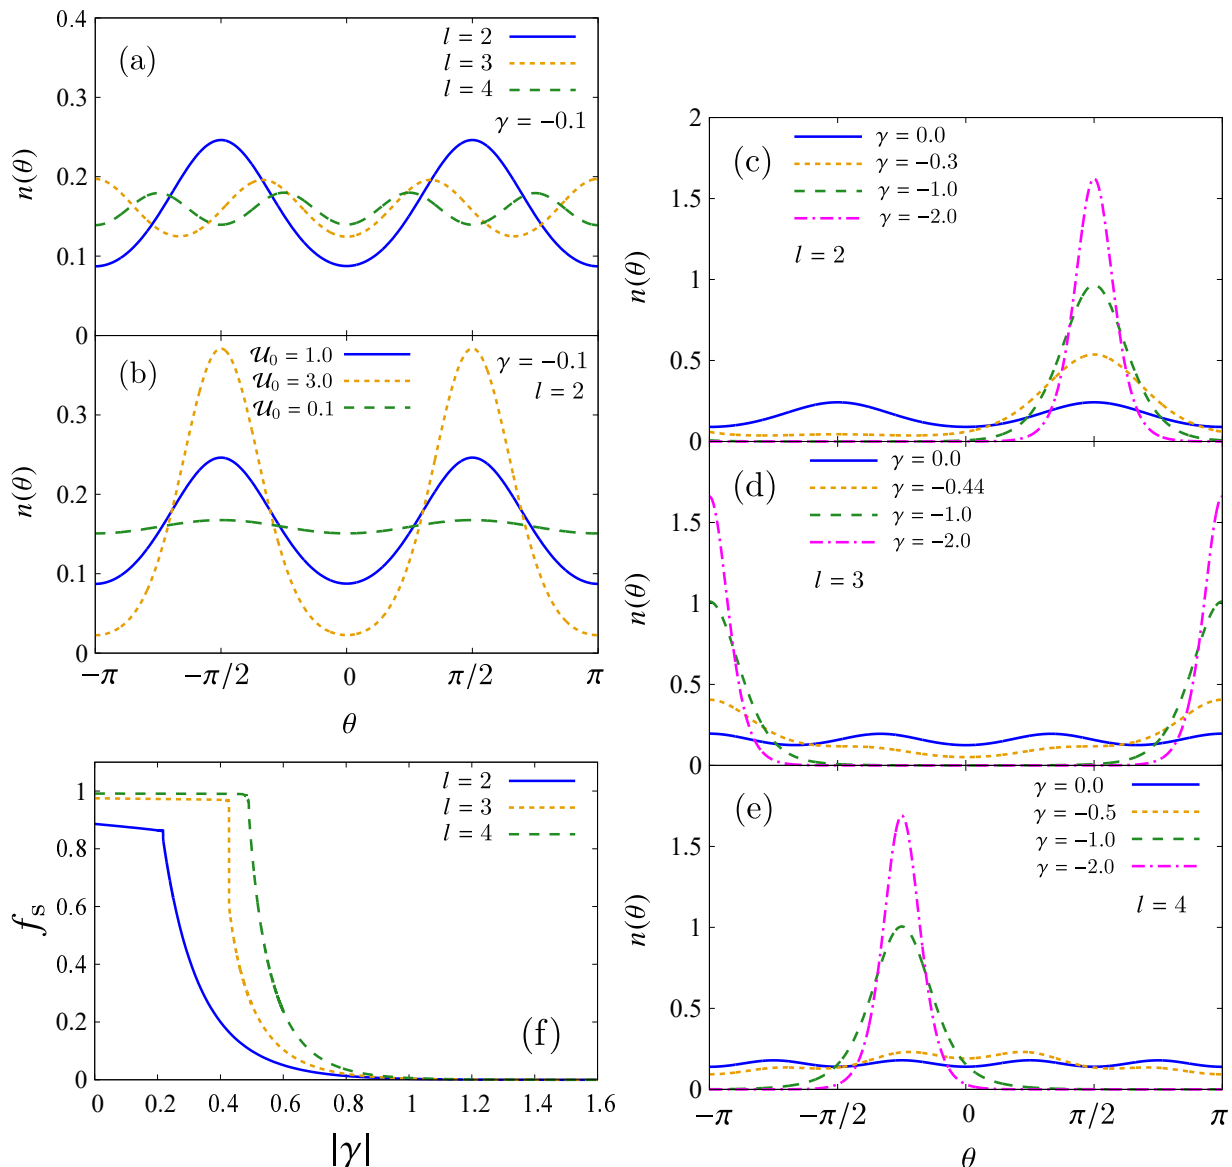 (a)
l = 2
l = 3
l = 4
γ = −0.1
n(θ)
0.4
0.3
0.2
0.1
0
(b)
𝒰₀ = 1.0
𝒰₀ = 3.0
𝒰₀ = 0.1
γ = −0.1
l = 2
n(θ)
0.3
0.2
0.1
0
−π −π/2 0 π/2 π
θ
(f)
l = 2
l = 3
l = 4
fₛ
1
0.8
0.6
0.4
0.2
0
0 0.2 0.4 0.6 0.8 1 1.2 1.4 1.6
|γ|
(c)
γ = 0.0
γ = −0.3
γ = −1.0
γ = −2.0
l = 2
n(θ)
2
1.5
1
0.5
0
(d)
γ = 0.0
γ = −0.44
γ = −1.0
γ = −2.0
l = 3
n(θ)
1.5
1
0.5
0
(e)
γ = 0.0
γ = −0.5
γ = −1.0
γ = −2.0
l = 4
n(θ)
1.5
1
0.5
0
−π −π/2 0 π/2 π
θ